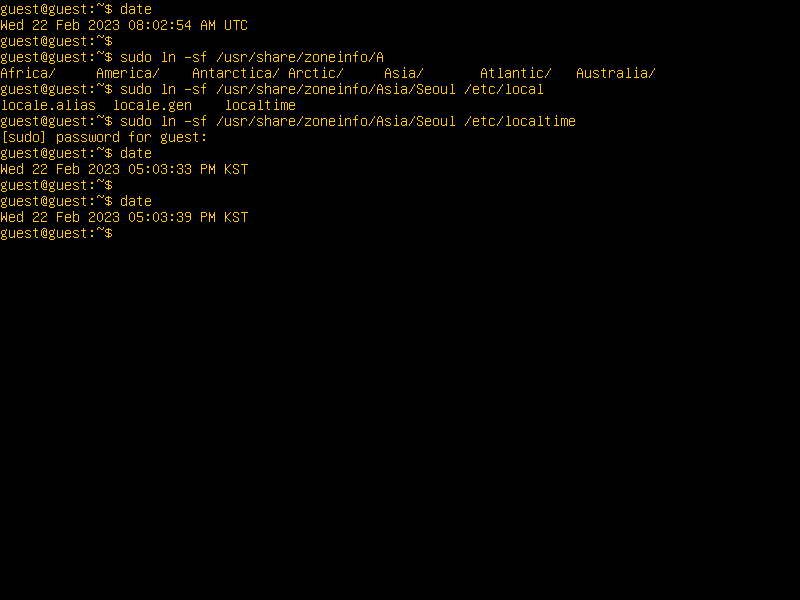 guest@guest:~$ date
Wed 22 Feb 2023 08:02:54 AM UTC
guest@guest:~$
guest@guest:~$ sudo ln -sf /usr/share/zoneinfo/A
Africa/     America/    Antarctica/ Arctic/     Asia/       Atlantic/   Australia/
guest@guest:~$ sudo ln -sf /usr/share/zoneinfo/Asia/Seoul /etc/local
locale.alias  locale.gen    localtime
guest@guest:~$ sudo ln -sf /usr/share/zoneinfo/Asia/Seoul /etc/localtime
[sudo] password for guest:
guest@guest:~$ date
Wed 22 Feb 2023 05:03:33 PM KST
guest@guest:~$
guest@guest:~$ date
Wed 22 Feb 2023 05:03:39 PM KST
guest@guest:~$